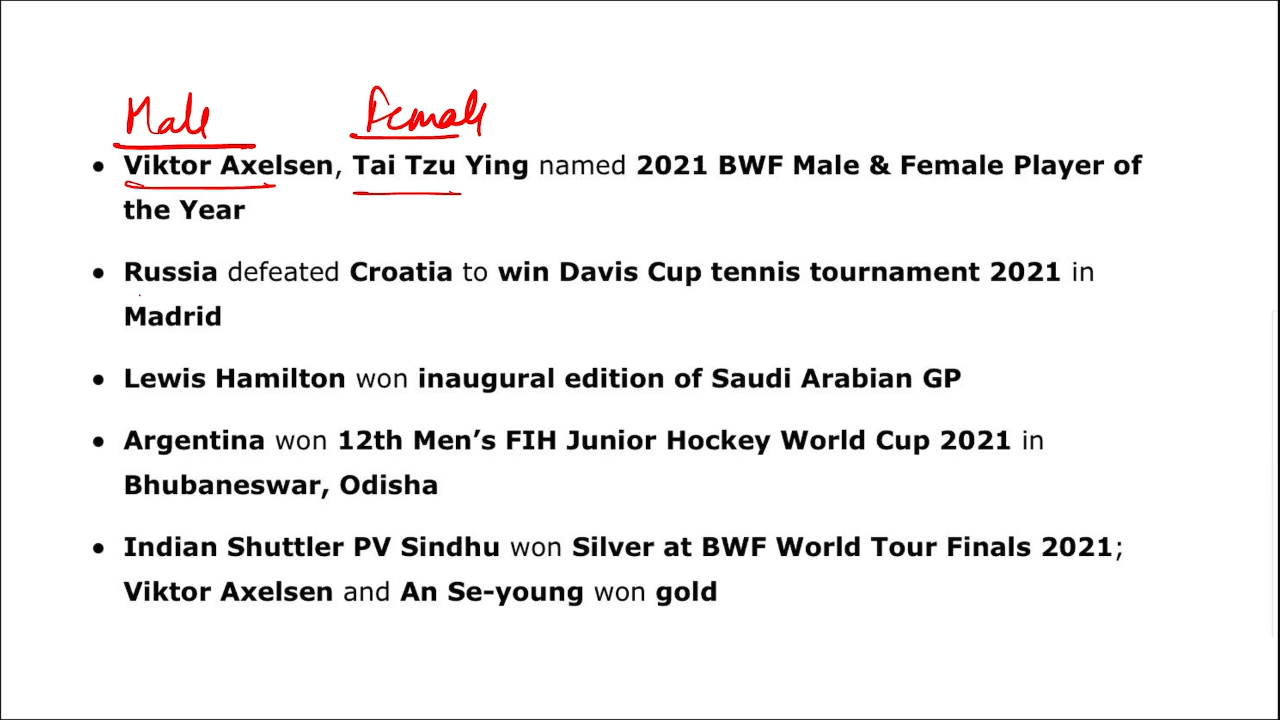 Male Female
• Viktor Axelsen, Tai Tzu Ying named 2021 BWF Male & Female Player of
the Year
• Russia defeated Croatia to win Davis Cup tennis tournament 2021 in
Madrid
• Lewis Hamilton won inaugural edition of Saudi Arabian GP
• Argentina won 12th Men’s FIH Junior Hockey World Cup 2021 in
Bhubaneswar, Odisha
• Indian Shuttler PV Sindhu won Silver at BWF World Tour Finals 2021;
Viktor Axelsen and An Se-young won gold